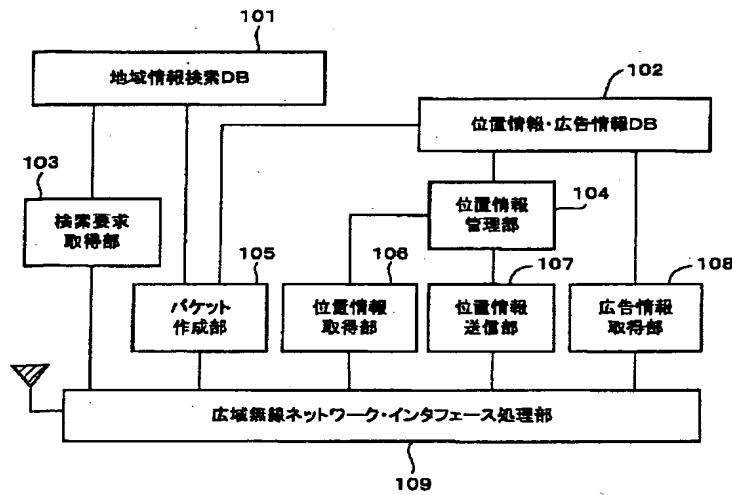 101
地域情報検索DB
102
位置情報・広告情報DB
103
検索要求
取得部
位置情報
管理部
104
105
パケット
作成部
106
位置情報
取得部
107
位置情報
送信部
108
広告情報
取得部
広域無線ネットワーク・インタフェース処理部
109